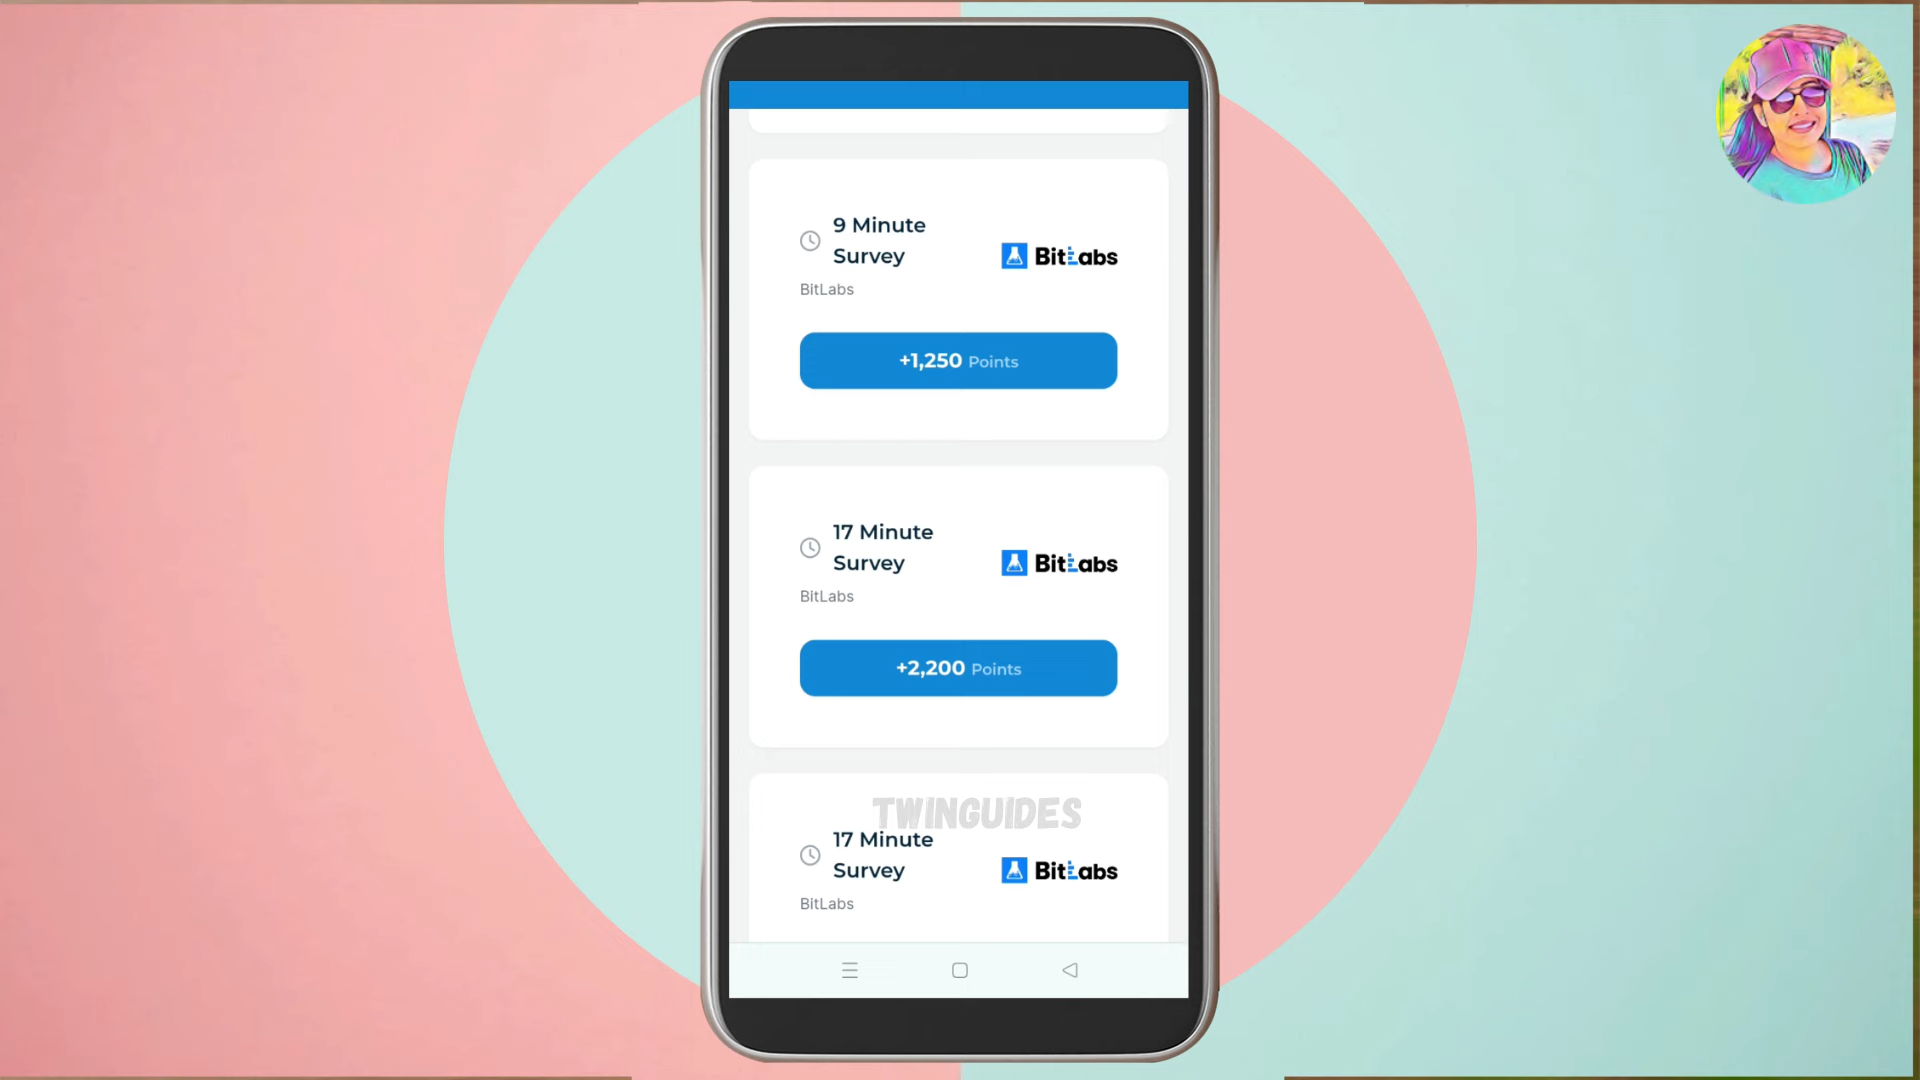 9 Minute
Survey
BitLabs
BitLabs
+1,250 Points
17 Minute
Survey
BitLabs
BitLabs
+2,200 Points
TWINGUIDES
17 Minute
Survey
BitLabs
BitLabs